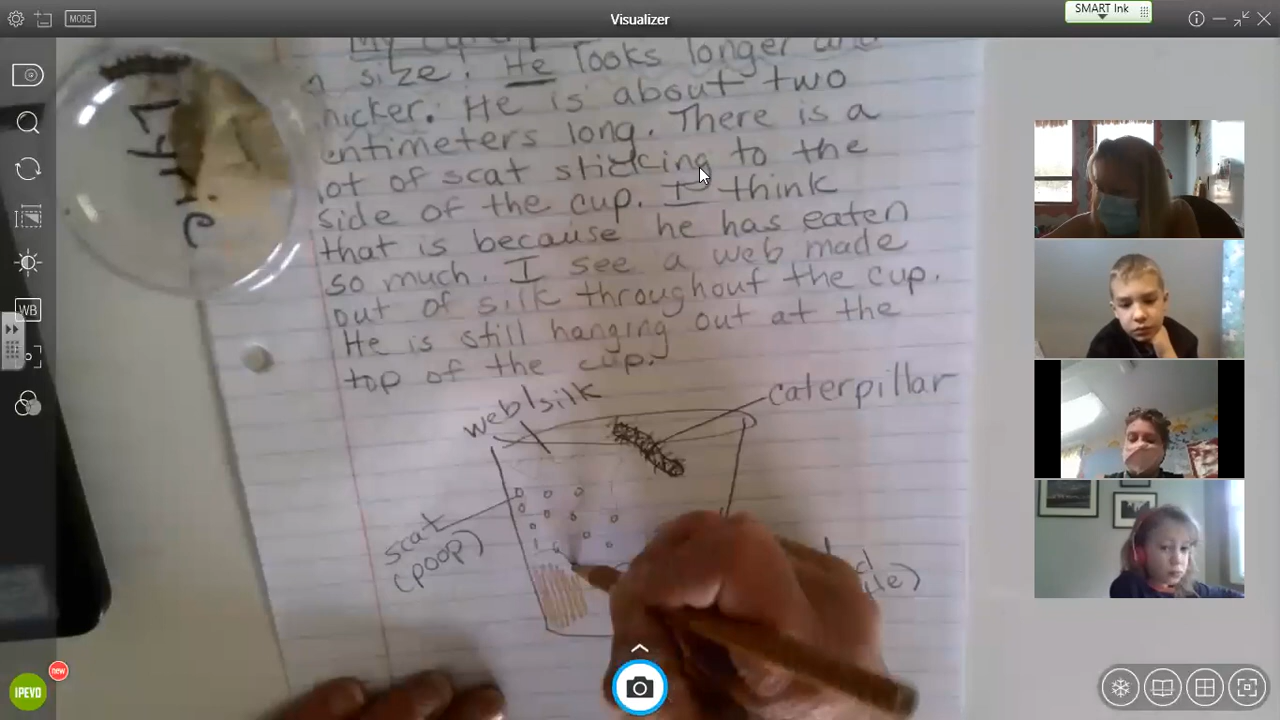 MODE
Visualizer
SMART Ink
My
size. He looks longer and
hicker. He is about two
entimeters long. There is a
lot of scat sticking to the
side of the cup. I think
that is because he has eaten
so much. I see a web made
out of silk throughout the cup.
He is still hanging out at the
top of the cup.
Lyric
web/silk
caterpillar
scat
(poop)
WB
new
IPEVO